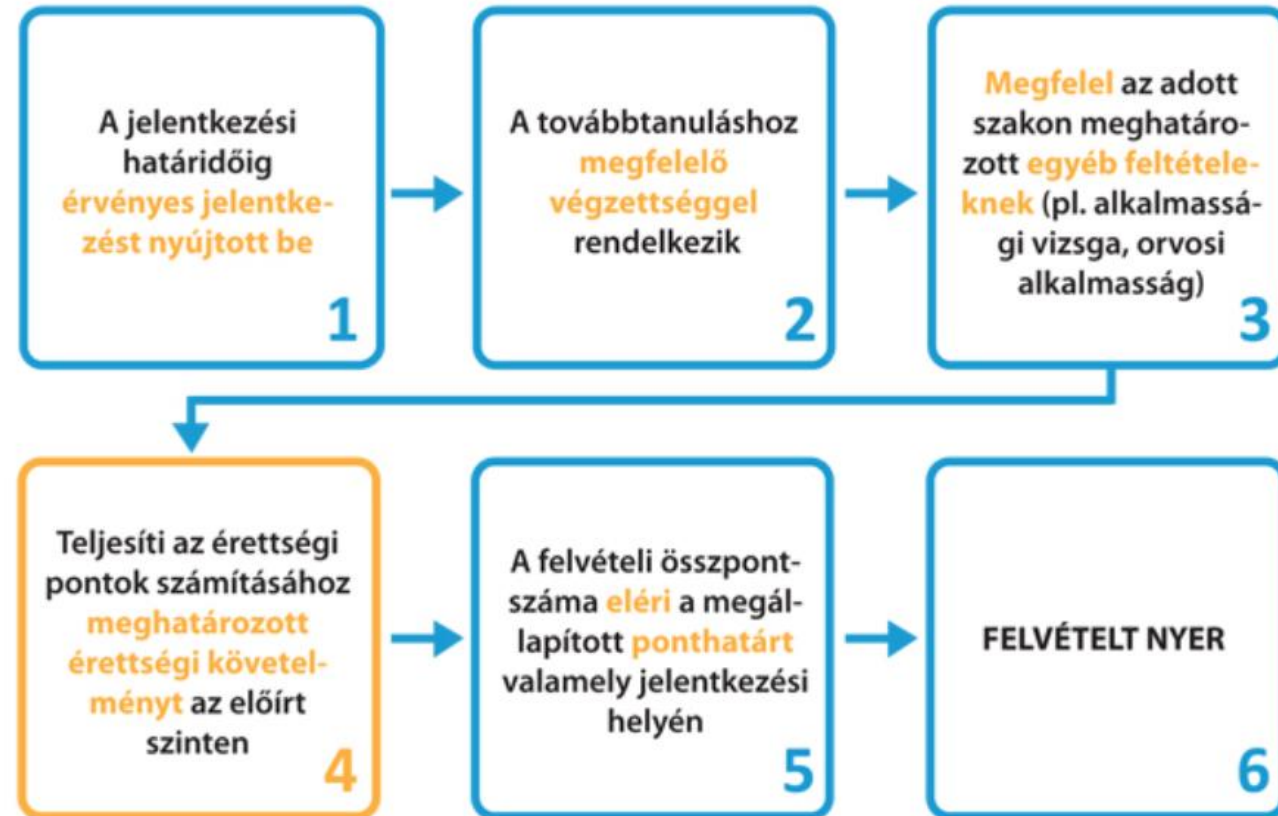 A jelentkezési
határidőig
érvényes jelentke-
zést nyújtott be
1
A továbbtanuláshoz
megfelelő
végzettséggel
rendelkezik
2
Megfelel az adott
szakon meghatáro-
zott egyéb feltétele-
knek (pl. alkalmassá-
gi vizsga, orvosi
alkalmasság)
3
Teljesíti az érettségi
pontok számításához
meghatározott
érettségi követel-
ményt az előírt
szinten
4
A felvételi összpont-
száma eléri a megál-
lapított ponthatárt
valamely jelentkezési
helyén
5
FELVÉTELT NYER
6